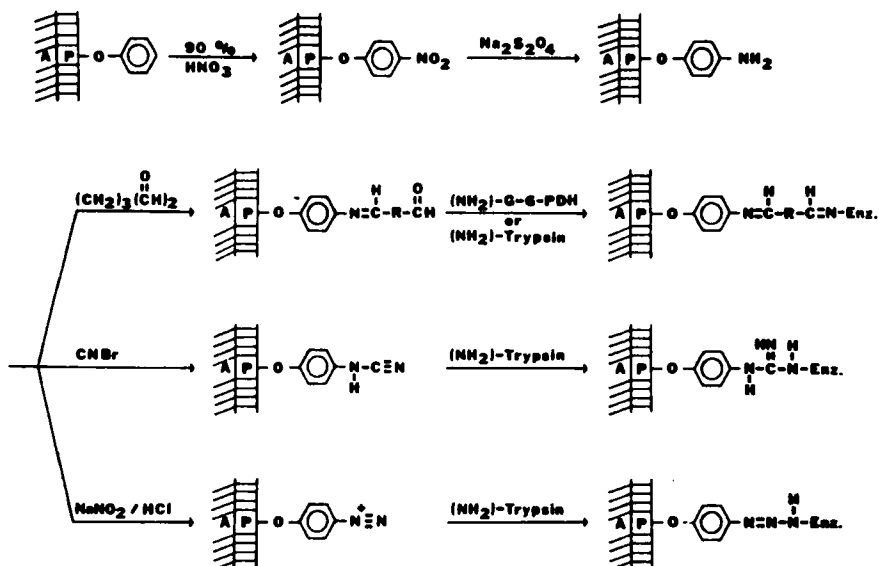 A P - O - 90 % HNO3 A P - O - NO2 Na2S2O4 A P - O - NH2
O
(CH2)3(CH)2 A P - O - N=C-R-CH H O (NH2)-G-6-PDH or (NH2)-Trypsin A P - O - N=C-R-C=N-Enz. H H
CNBr A P - O - N-C≡N H (NH2)-Trypsin A P - O - N-C-N-Enz. HN H H
NaNO2 / HCl A P - O - N≡N + (NH2)-Trypsin A P - O - N=N-N-Enz. H